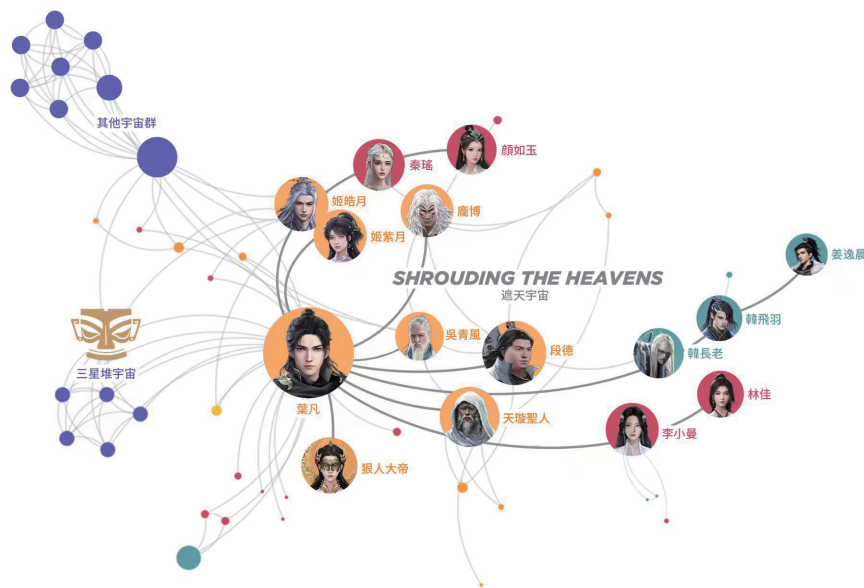 其他宇宙群
顏如玉
秦瑤
姬皓月
龐博
姬紫月
姜逸晨
SHROUDING THE HEAVENS
遮天宇宙
韓飛羽
吳青風
段德
韓長老
三星堆宇宙
林佳
葉凡
天璇聖人
李小曼
狠人大帝